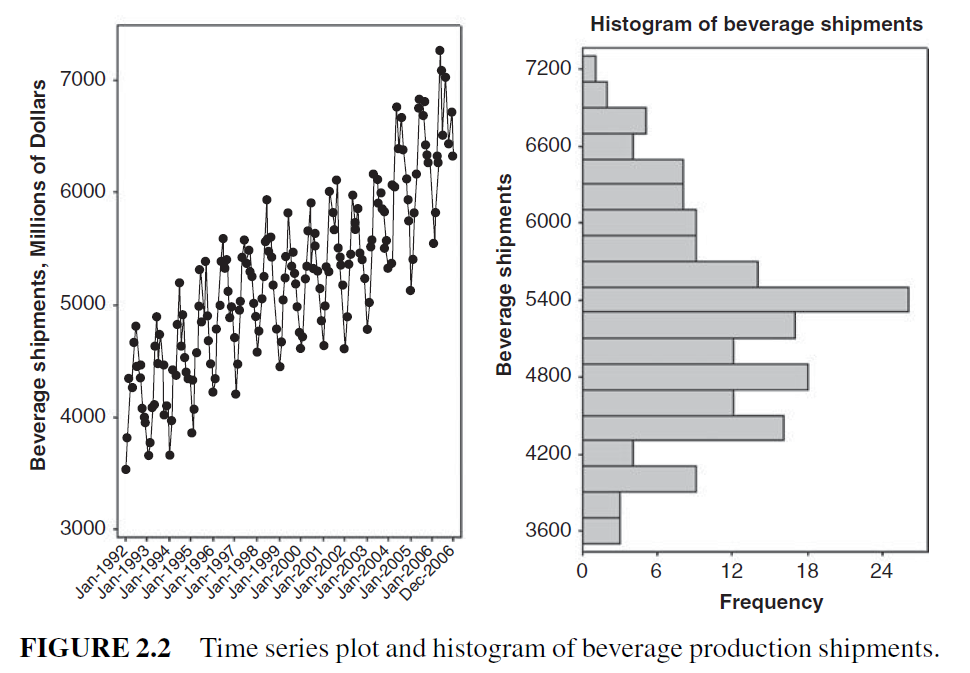 Beverage shipments, Millions of Dollars
7000
6000
5000
4000
3000
Jan-1992
Jan-1993
Jan-1994
Jan-1995
Jan-1996
Jan-1997
Jan-1998
Jan-1999
Jan-2000
Jan-2001
Jan-2002
Jan-2003
Jan-2004
Jan-2005
Jan-2006
Dec-2006
Histogram of beverage shipments
Beverage shipments
7200
6600
6000
5400
4800
4200
3600
0 6 12 18 24
Frequency
FIGURE 2.2 Time series plot and histogram of beverage production shipments.